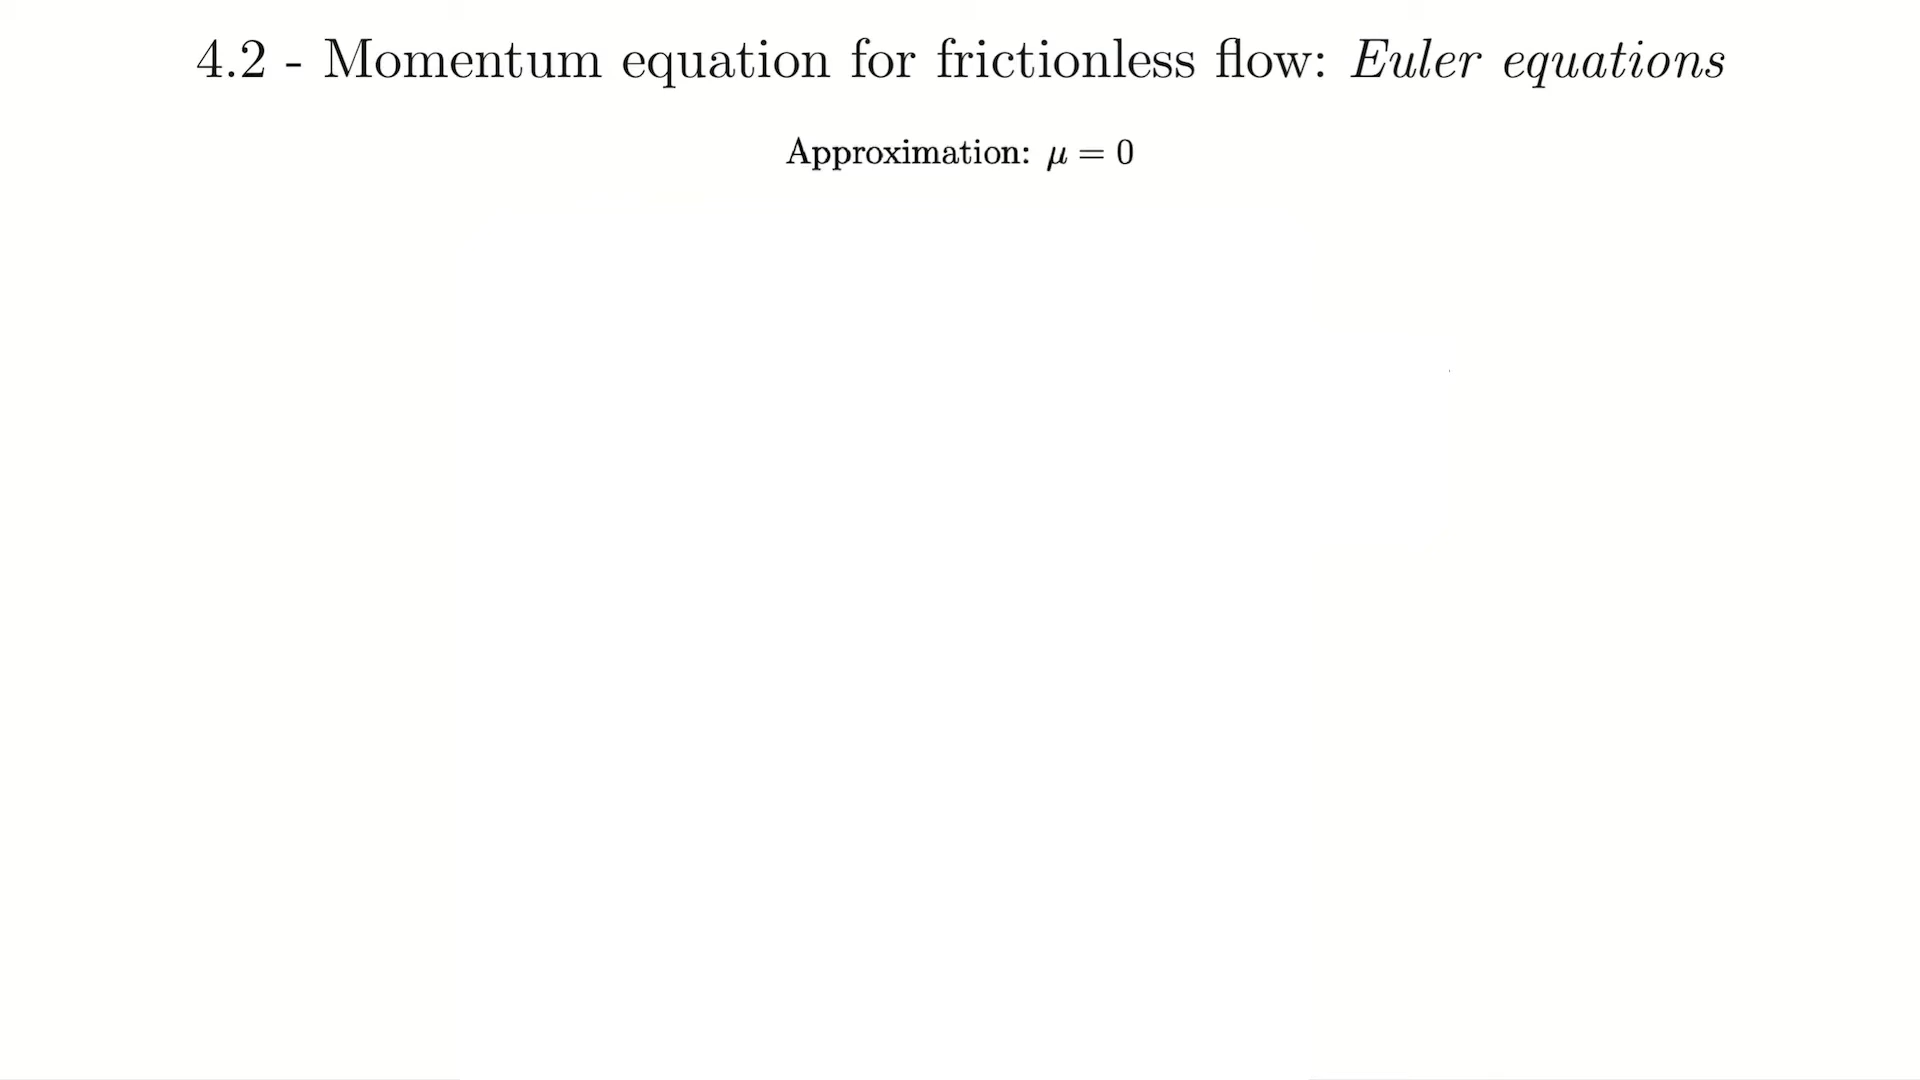 4.2 - Momentum equation for frictionless flow: Euler equations
Approximation: μ = 0